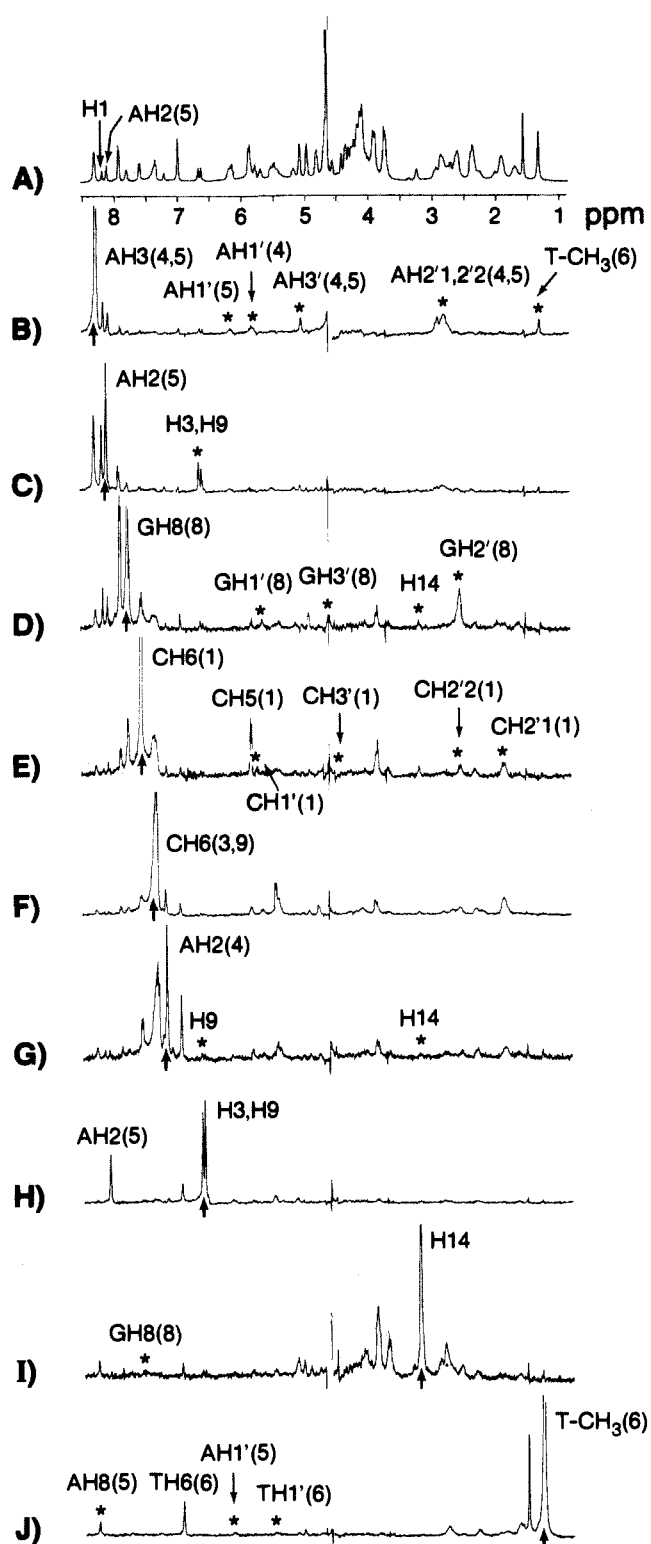 H1
AH2(5)
A)
8 7 6 5 4 3 2 1 ppm
AH3(4,5)
AH1'(4)
AH1'(5)
AH3'(4,5)
AH2'1,2'2(4,5)
T-CH3(6)
* * * * *
B)
AH2(5)
H3,H9
*
C)
GH8(8)
GH1'(8)
GH3'(8)
H14
GH2'(8)
* * * *
D)
CH6(1)
CH5(1)
CH3'(1)
CH2'2(1)
CH2'1(1)
* * * *
CH1'(1)
E)
CH6(3,9)
F)
AH2(4)
H9
H14
* *
G)
H3,H9
AH2(5)
H)
H14
GH8(8)
*
I)
T-CH3(6)
AH8(5)
TH6(6)
AH1'(5)
TH1'(6)
* * *
J)